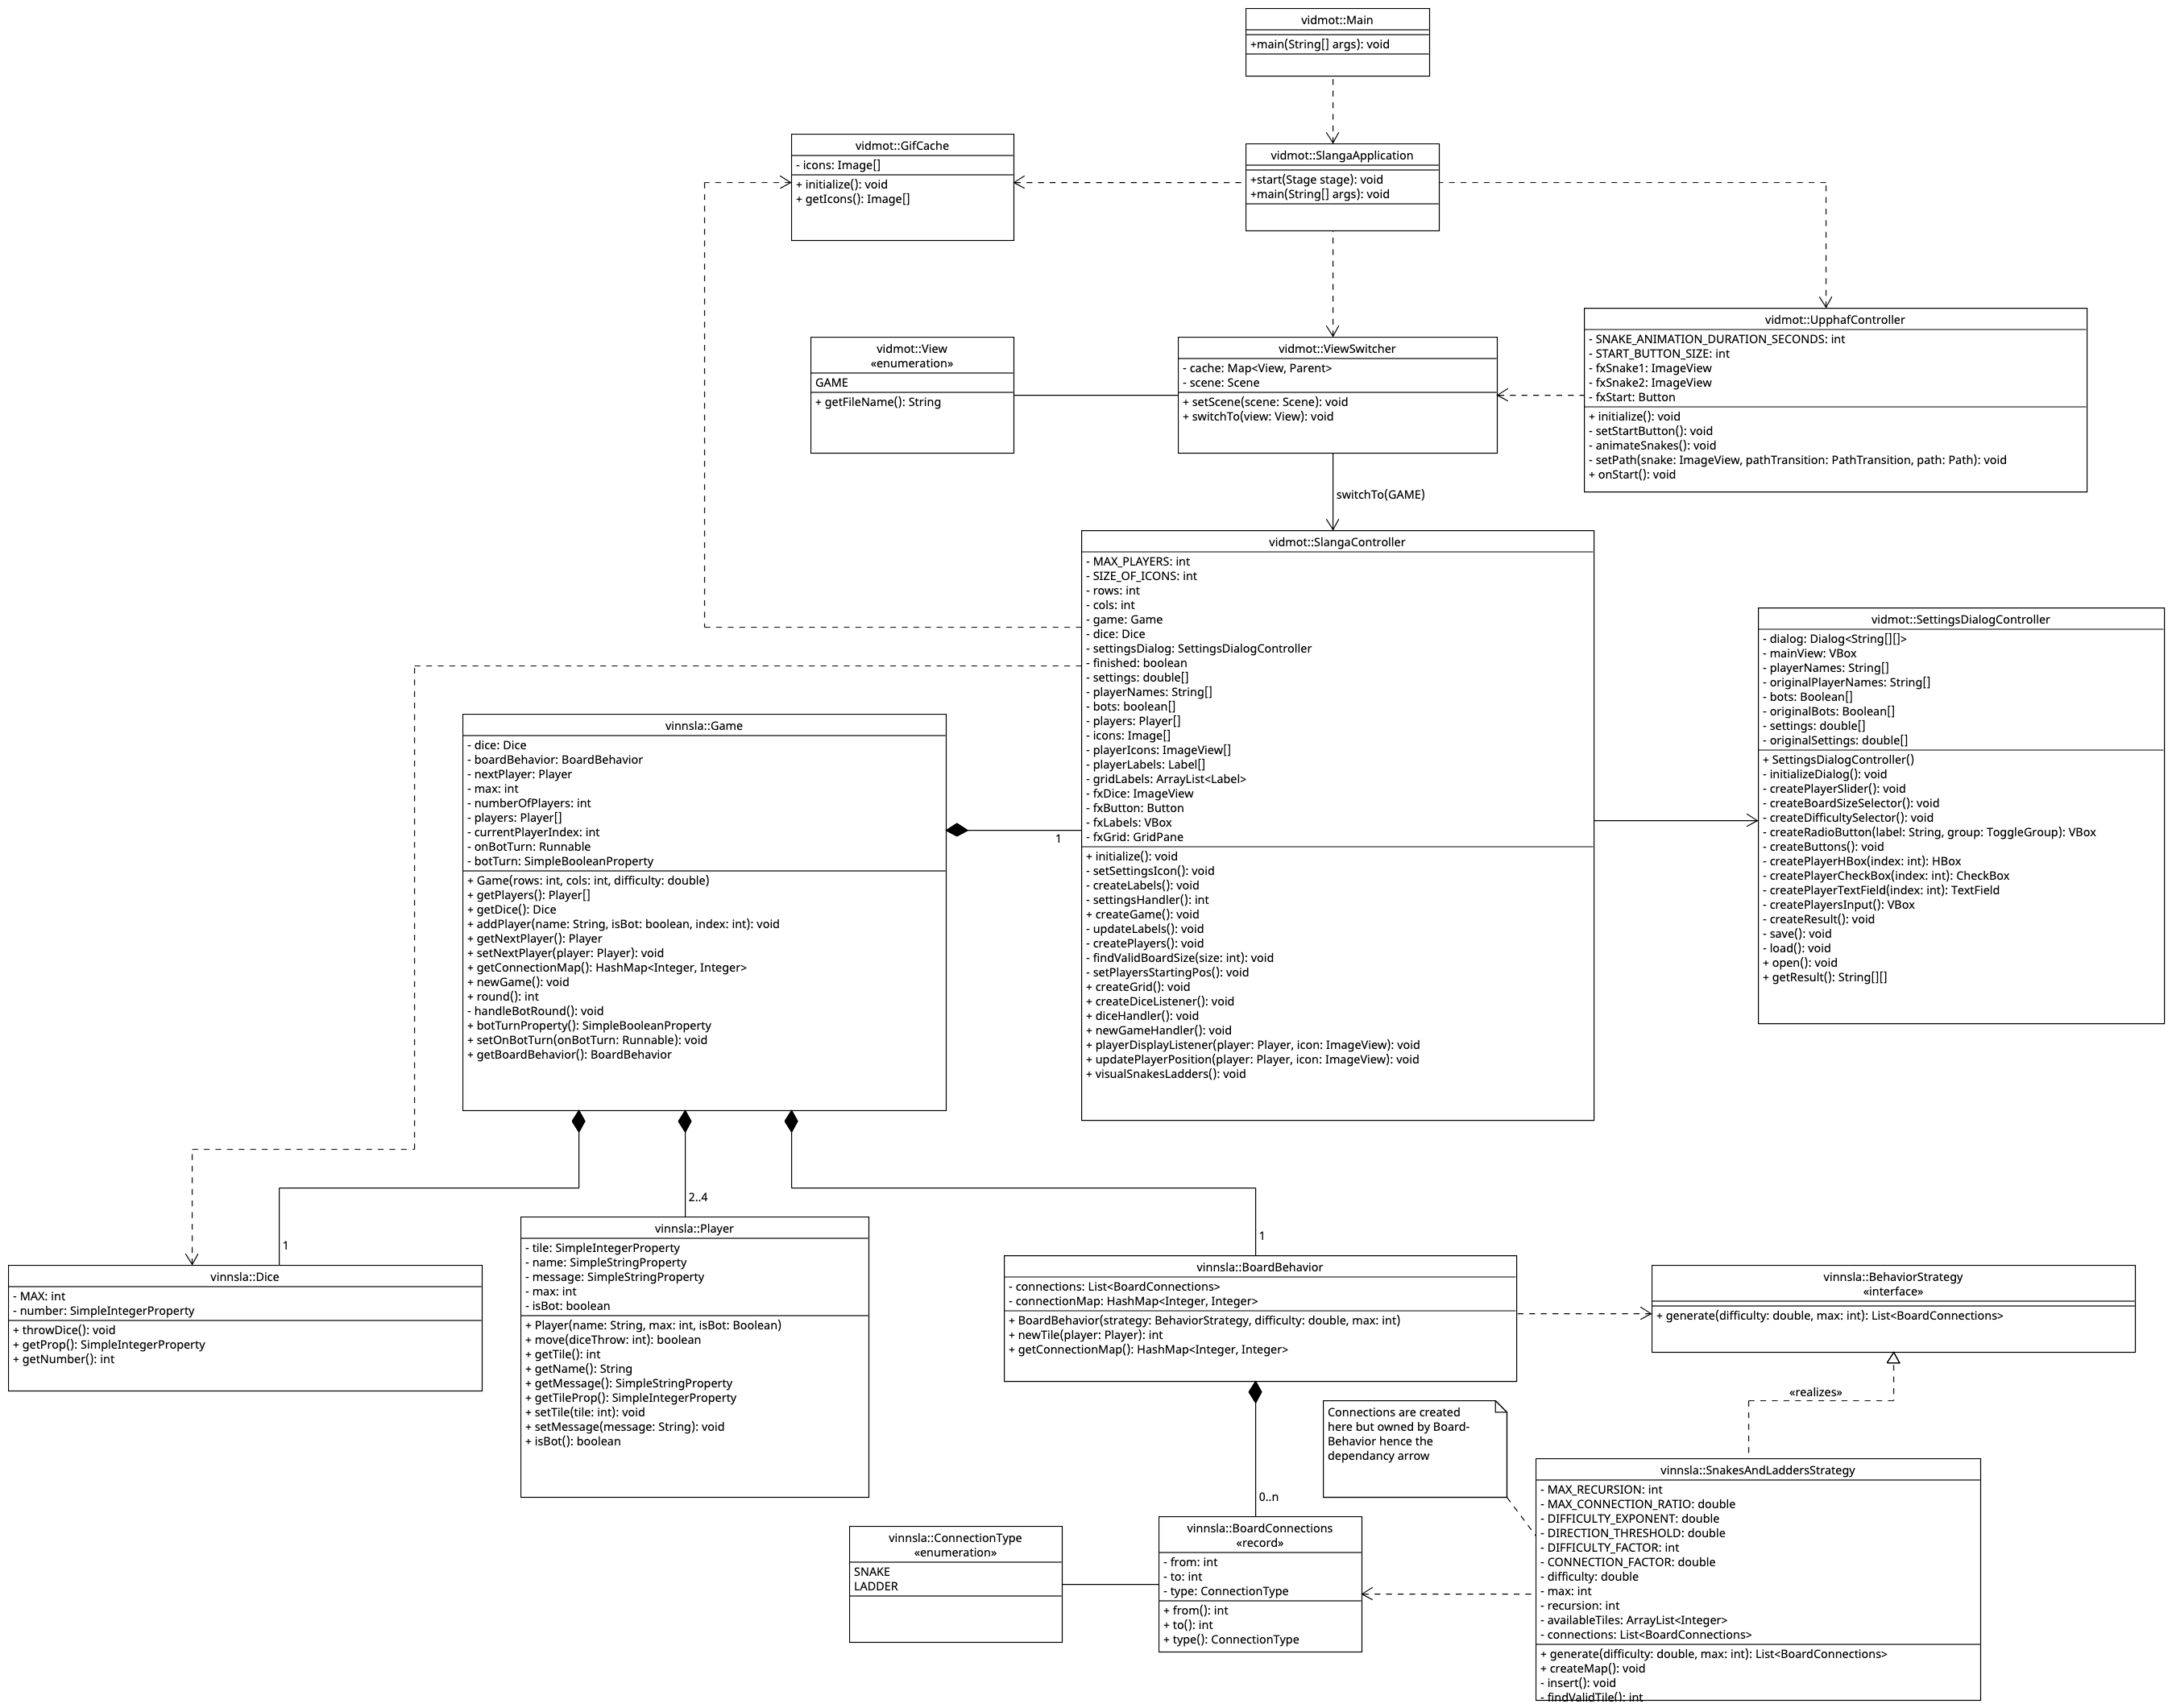 vidmot::Main
+main(String[] args): void
vidmot::GifCache
- icons: Image[]
+ initialize(): void
+ getIcons(): Image[]
vidmot::SlangaApplication
+start(Stage stage): void
+main(String[] args): void
vidmot::View
«enumeration»
GAME
+ getFileName(): String
vidmot::ViewSwitcher
- cache: Map<View, Parent>
- scene: Scene
+ setScene(scene: Scene): void
+ switchTo(view: View): void
vidmot::UpphafController
- SNAKE_ANIMATION_DURATION_SECONDS: int
- START_BUTTON_SIZE: int
- fxSnake1: ImageView
- fxSnake2: ImageView
- fxStart: Button
+ initialize(): void
- setStartButton(): void
- animateSnakes(): void
- setPath(snake: ImageView, pathTransition: PathTransition, path: Path): void
+ onStart(): void
switchTo(GAME)
vidmot::SlangaController
- MAX_PLAYERS: int
- SIZE_OF_ICONS: int
- rows: int
- cols: int
- game: Game
- dice: Dice
- settingsDialog: SettingsDialogController
- finished: boolean
- settings: double[]
- playerNames: String[]
- bots: boolean[]
- players: Player[]
- icons: Image[]
- playerIcons: ImageView[]
- playerLabels: Label[]
- gridLabels: ArrayList<Label>
- fxDice: ImageView
- fxButton: Button
- fxLabels: VBox
- fxGrid: GridPane
+ initialize(): void
- setSettingsIcon(): void
- createLabels(): void
- settingsHandler(): int
+ createGame(): void
- updateLabels(): void
- createPlayers(): void
- findValidBoardSize(size: int): void
- setPlayersStartingPos(): void
+ createGrid(): void
+ createDiceListener(): void
+ diceHandler(): void
+ newGameHandler(): void
+ playerDisplayListener(player: Player, icon: ImageView): void
+ updatePlayerPosition(player: Player, icon: ImageView): void
+ visualSnakesLadders(): void
vidmot::SettingsDialogController
- dialog: Dialog<String[][]>
- mainView: VBox
- playerNames: String[]
- originalPlayerNames: String[]
- bots: Boolean[]
- originalBots: Boolean[]
- settings: double[]
- originalSettings: double[]
+ SettingsDialogController()
- initializeDialog(): void
- createPlayerSlider(): void
- createBoardSizeSelector(): void
- createDifficultySelector(): void
- createRadioButton(label: String, group: ToggleGroup): VBox
- createButtons(): void
- createPlayerHBox(index: int): HBox
- createPlayerCheckBox(index: int): CheckBox
- createPlayerTextField(index: int): TextField
- createPlayersInput(): VBox
- createResult(): void
- save(): void
- load(): void
+ open(): void
+ getResult(): String[][]
vinnsla::Game
- dice: Dice
- boardBehavior: BoardBehavior
- nextPlayer: Player
- max: int
- numberOfPlayers: int
- players: Player[]
- currentPlayerIndex: int
- onBotTurn: Runnable
- botTurn: SimpleBooleanProperty
+ Game(rows: int, cols: int, difficulty: double)
+ getPlayers(): Player[]
+ getDice(): Dice
+ addPlayer(name: String, isBot: boolean, index: int): void
+ getNextPlayer(): Player
+ setNextPlayer(player: Player): void
+ getConnectionMap(): HashMap<Integer, Integer>
+ newGame(): void
+ round(): int
- handleBotRound(): void
+ botTurnProperty(): SimpleBooleanProperty
+ setOnBotTurn(onBotTurn: Runnable): void
+ getBoardBehavior(): BoardBehavior
1
2..4
1
1
vinnsla::Dice
- MAX: int
- number: SimpleIntegerProperty
+ throwDice(): void
+ getProp(): SimpleIntegerProperty
+ getNumber(): int
vinnsla::Player
- tile: SimpleIntegerProperty
- name: SimpleStringProperty
- message: SimpleStringProperty
- max: int
- isBot: boolean
+ Player(name: String, max: int, isBot: Boolean)
+ move(diceThrow: int): boolean
+ getTile(): int
+ getName(): String
+ getMessage(): SimpleStringProperty
+ getTileProp(): SimpleIntegerProperty
+ setTile(tile: int): void
+ setMessage(message: String): void
+ isBot(): boolean
vinnsla::BoardBehavior
- connections: List<BoardConnections>
- connectionMap: HashMap<Integer, Integer>
+ BoardBehavior(strategy: BehaviorStrategy, difficulty: double, max: int)
+ newTile(player: Player): int
+ getConnectionMap(): HashMap<Integer, Integer>
vinnsla::BehaviorStrategy
«interface»
+ generate(difficulty: double, max: int): List<BoardConnections>
«realizes»
Connections are created
here but owned by Board-
Behavior hence the
dependancy arrow
0..n
vinnsla::ConnectionType
«enumeration»
SNAKE
LADDER
vinnsla::BoardConnections
«record»
- from: int
- to: int
- type: ConnectionType
+ from(): int
+ to(): int
+ type(): ConnectionType
vinnsla::SnakesAndLaddersStrategy
- MAX_RECURSION: int
- MAX_CONNECTION_RATIO: double
- DIFFICULTY_EXPONENT: double
- DIRECTION_THRESHOLD: double
- DIFFICULTY_FACTOR: int
- CONNECTION_FACTOR: double
- difficulty: double
- max: int
- recursion: int
- availableTiles: ArrayList<Integer>
- connections: List<BoardConnections>
+ generate(difficulty: double, max: int): List<BoardConnections>
+ createMap(): void
- insert(): void
- findValidTile(): int